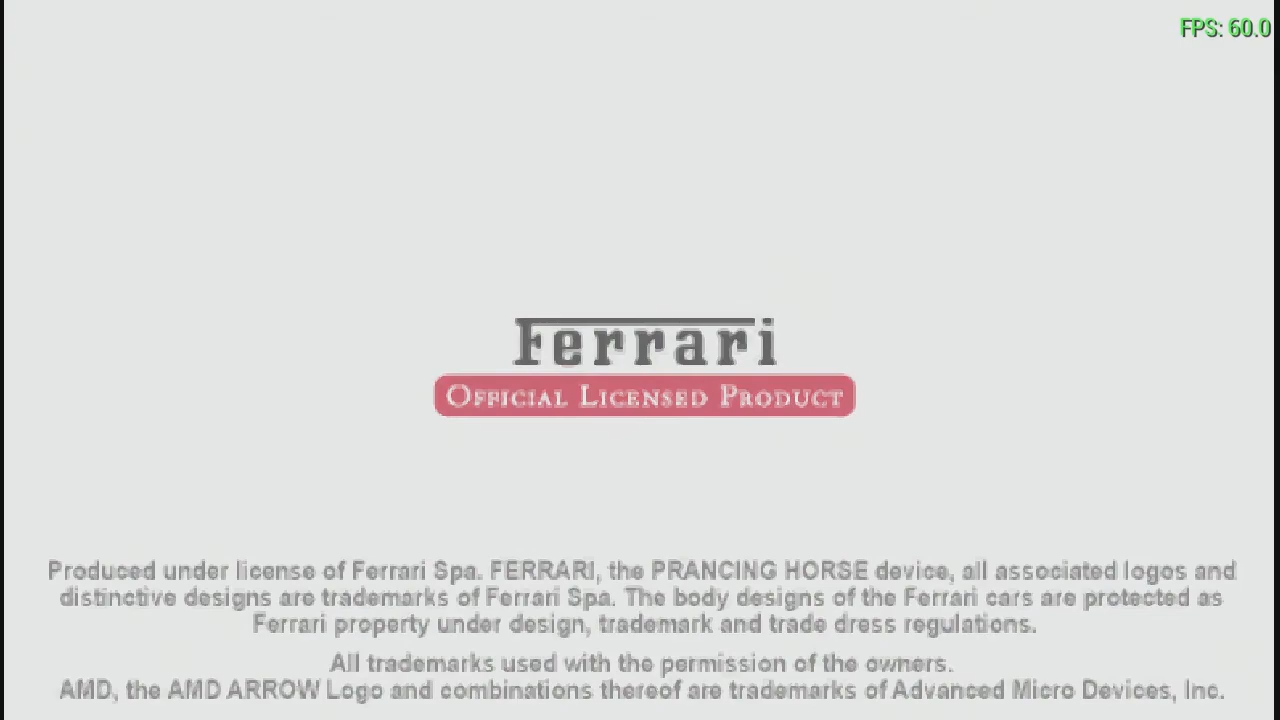 FPS: 60.0
Ferrari
OFFICIAL LICENSED PRODUCT
Produced under license of Ferrari Spa. FERRARI, the PRANCING HORSE device, all associated logos and
distinctive designs are trademarks of Ferrari Spa. The body designs of the Ferrari cars are protected as
Ferrari property under design, trademark and trade dress regulations.
All trademarks used with the permission of the owners.
AMD, the AMD ARROW Logo and combinations thereof are trademarks of Advanced Micro Devices, Inc.